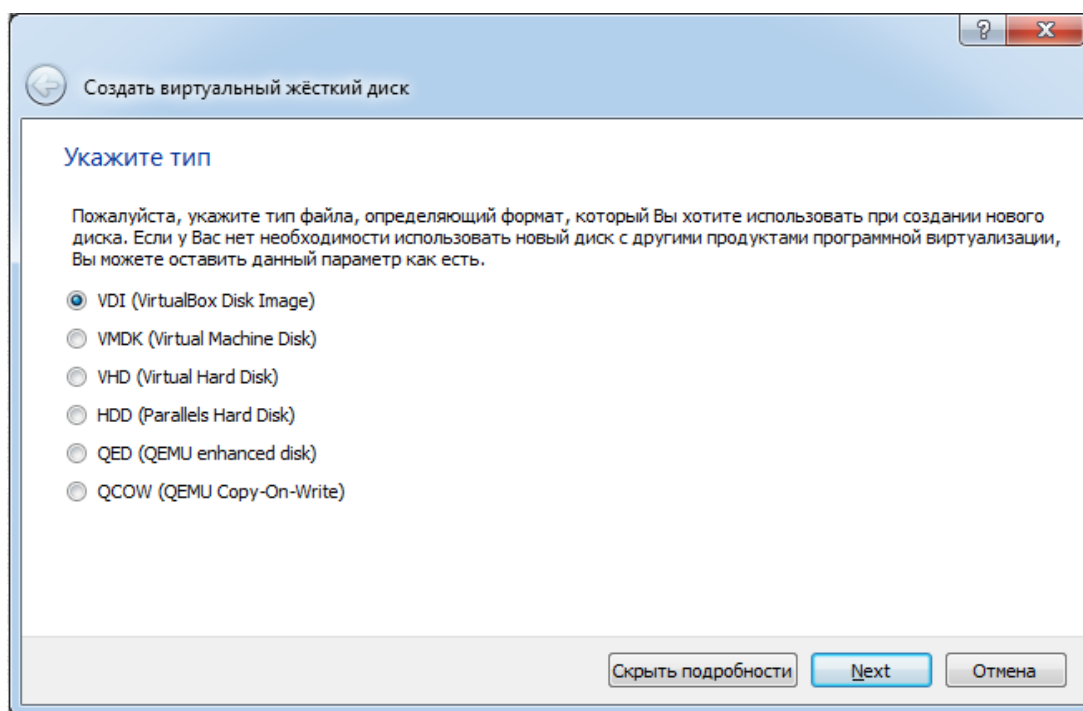 ?
Создать виртуальный жёсткий диск
Укажите тип
Пожалуйста, укажите тип файла, определяющий формат, который Вы хотите использовать при создании нового
диска. Если у Вас нет необходимости использовать новый диск с другими продуктами программной виртуализации,
Вы можете оставить данный параметр как есть.
VDI (VirtualBox Disk Image)
VMDK (Virtual Machine Disk)
VHD (Virtual Hard Disk)
HDD (Parallels Hard Disk)
QED (QEMU enhanced disk)
QCOW (QEMU Copy-On-Write)
Скрыть подробности Next Отмена